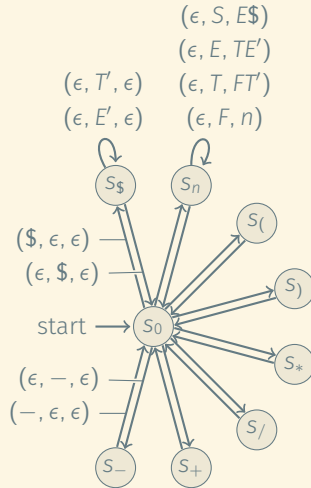 (ϵ, S, E$)
(ϵ, E, TE′)
(ϵ, T′, ϵ) (ϵ, T, FT′)
(ϵ, E′, ϵ) (ϵ, F, n)
S$ Sn
S(
($, ϵ, ϵ)
(ϵ, $, ϵ)
S)
start S0
S*
(ϵ, −, ϵ)
(−, ϵ, ϵ)
S/
S− S+